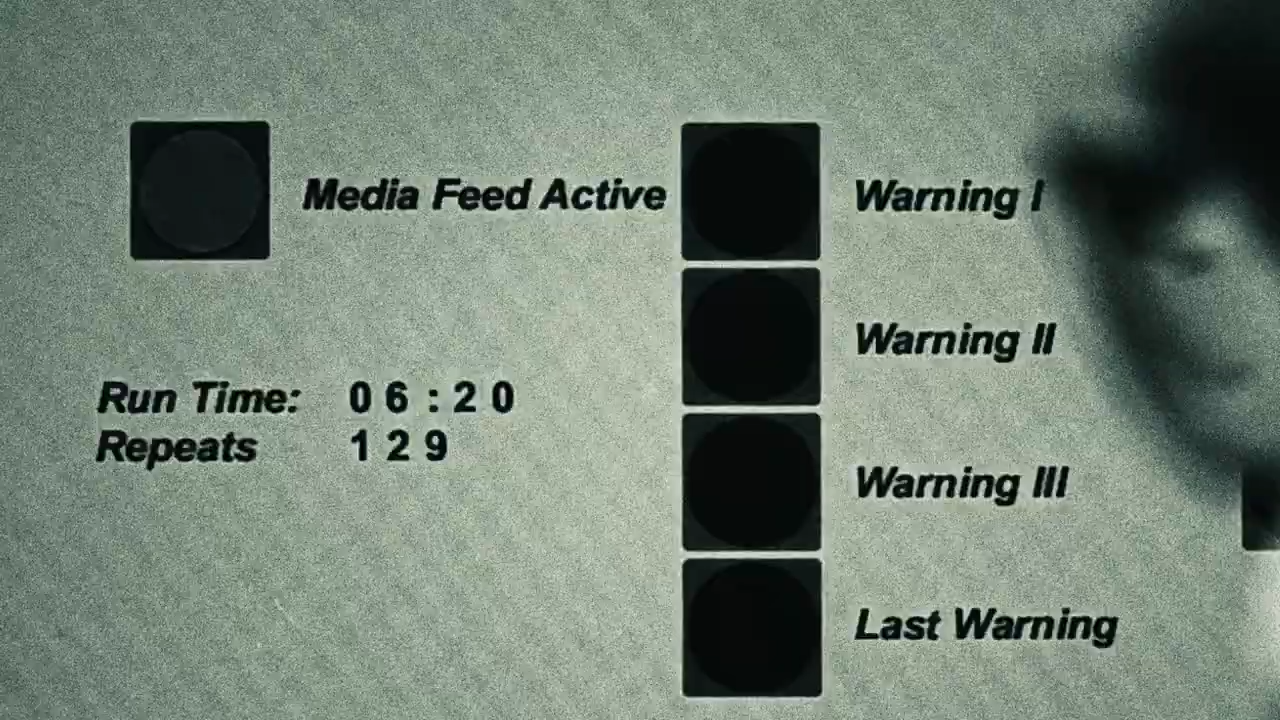 Media Feed Active
Run Time: 06:20
Repeats 129
Warning I
Warning II
Warning III
Last Warning